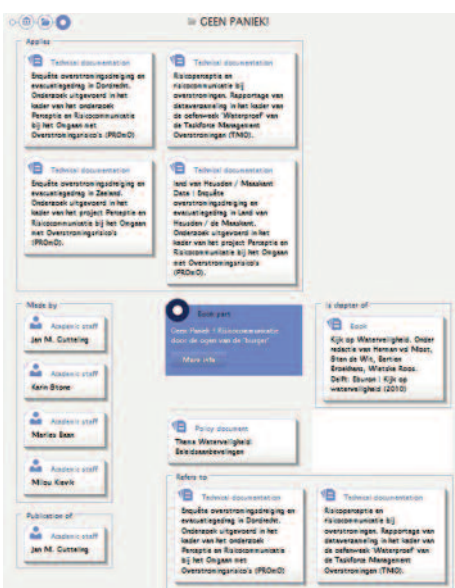 GEEN PANIEK!
Applies
Technical documentation
Enquête overstromingsdreiging en
evacuatiegedrag in Dordrecht.
Onderzoek uitgevoerd in het
kader van het onderzoek
Perceptie en Risicocommunicatie
bij het Omgaan met
Overstromingsrisico's (PROmO)
Technical documentation
Risicoperceptie en
risicocommunicatie bij
overstromingen. Rapportage van
dataverzameling in het kader van
de oefenweek 'Waterproef' van
de Taskforce Management
Overstromingen (TMO).
Technical documentation
Enquête overstromingsdreiging en
evacuatiegedrag in Zeeland.
Onderzoek uitgevoerd in het
kader van het project Perceptie en
Risicocommunicatie bij het Omgaan
met Overstromingsrisico's
(PROmO).
Technical documentation
land van Heusden / Maaskant
Data : Enquête
overstromingsdreiging en
evacuatiegedrag in Land van
Heusden / de Maaskant.
Onderzoek uitgevoerd in het
kader van het project Perceptie en
Risicocommunicatie bij het Omgaan
met Overstromingsrisico's
(PROmO).
Made by
Academic staff
Jan M. Gutteling
Academic staff
Karin Stone
Academic staff
Marlies Baan
Academic staff
Milou Kievik
Publication of
Academic staff
Jan M. Gutteling
Book part
Geen Paniek ! Risicocommunicatie
door de ogen van de 'burger'
More info
Is chapter of
Book
Kijk op Waterveiligheid. Onder
redactie van Herman vd Most,
Sten de Wit, Bertien
Broekhans, Wietske Roos.
Delft: Eburon : Kijk op
waterveiligheid (2010)
Policy document
Thema Waterveiligheid.
Beleidsaanbevelingen
Refers to
Technical documentation
Enquête overstromingsdreiging en
evacuatiegedrag in Dordrecht.
Onderzoek uitgevoerd in het
kader van het onderzoek
Perceptie en Risicocommunicatie
bij het Omgaan met
Overstromingsrisico's (PROmO)
Technical documentation
Risicoperceptie en
risicocommunicatie bij
overstromingen. Rapportage van
dataverzameling in het kader van
de oefenweek 'Waterproef' van
de Taskforce Management
Overstromingen (TMO).